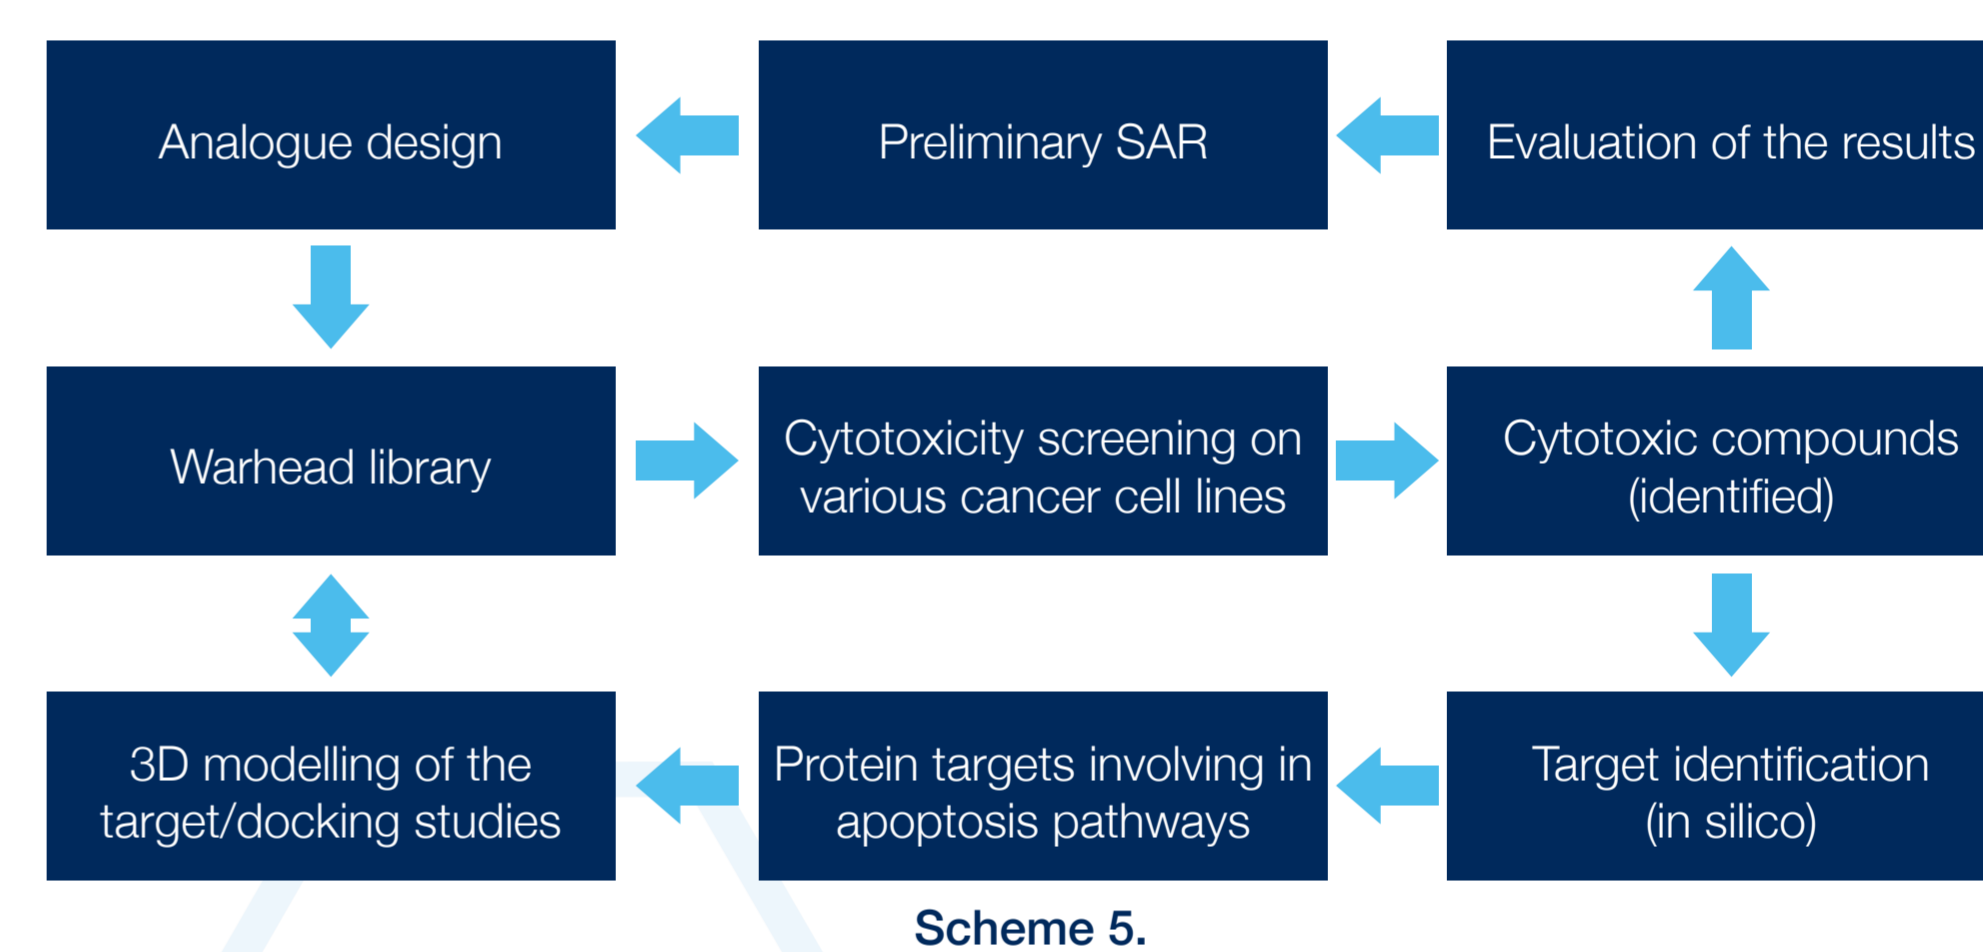 Analogue design
Preliminary SAR
Evaluation of the results
Warhead library
Cytotoxicity screening on
various cancer cell lines
Cytotoxic compounds
(identified)
3D modelling of the
target/docking studies
Protein targets involving in
apoptosis pathways
Target identification
(in silico)
Scheme 5.